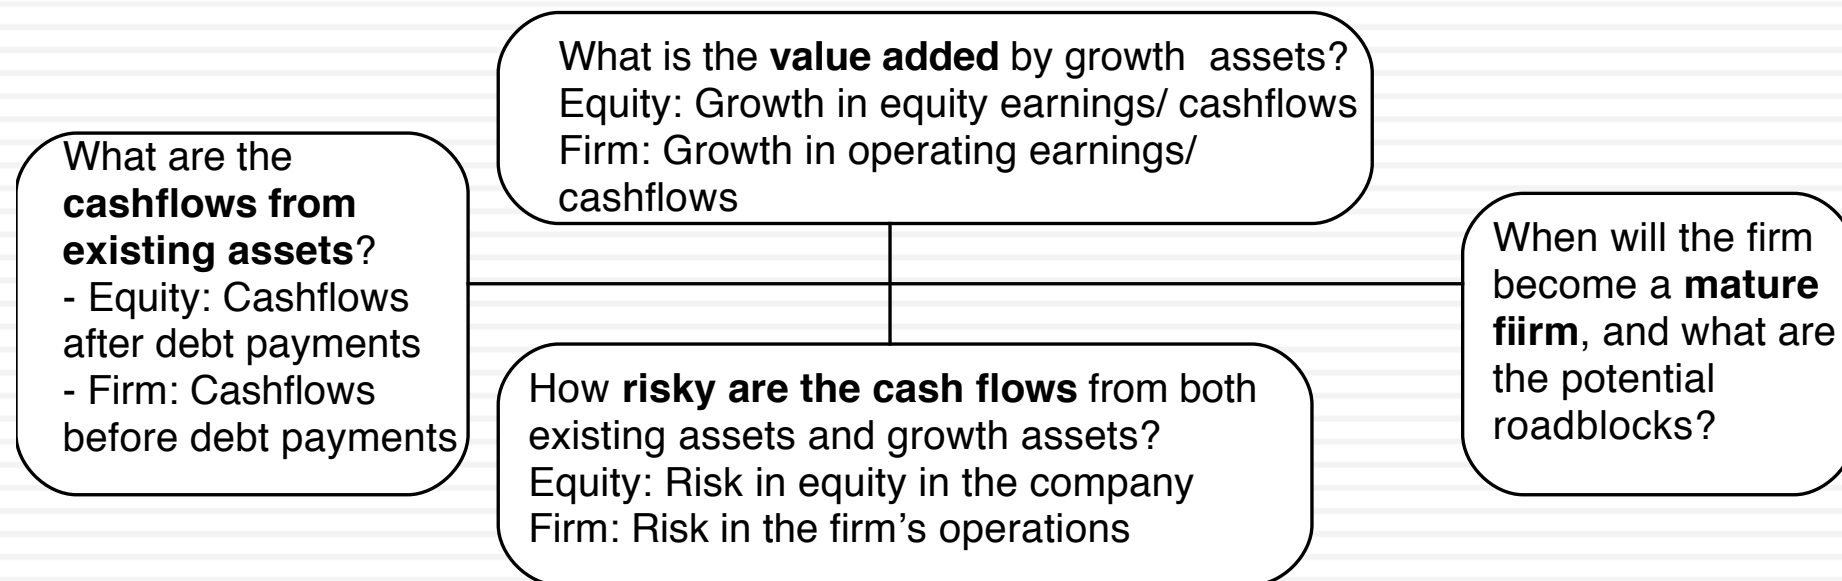 What is the value added by growth assets?
Equity: Growth in equity earnings/ cashflows
Firm: Growth in operating earnings/
cashflows
What are the
cashflows from
existing assets?
- Equity: Cashflows
after debt payments
- Firm: Cashflows
before debt payments
When will the firm
become a mature
fiirm, and what are
the potential
roadblocks?
How risky are the cash flows from both
existing assets and growth assets?
Equity: Risk in equity in the company
Firm: Risk in the firm's operations